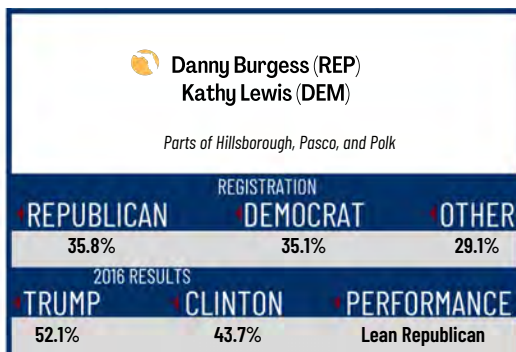 Danny Burgess (REP)
Kathy Lewis (DEM)
Parts of Hillsborough, Pasco, and Polk
REGISTRATION
REPUBLICAN DEMOCRAT OTHER
35.8% 35.1% 29.1%
2016 RESULTS
TRUMP CLINTON PERFORMANCE
52.1% 43.7% Lean Republican